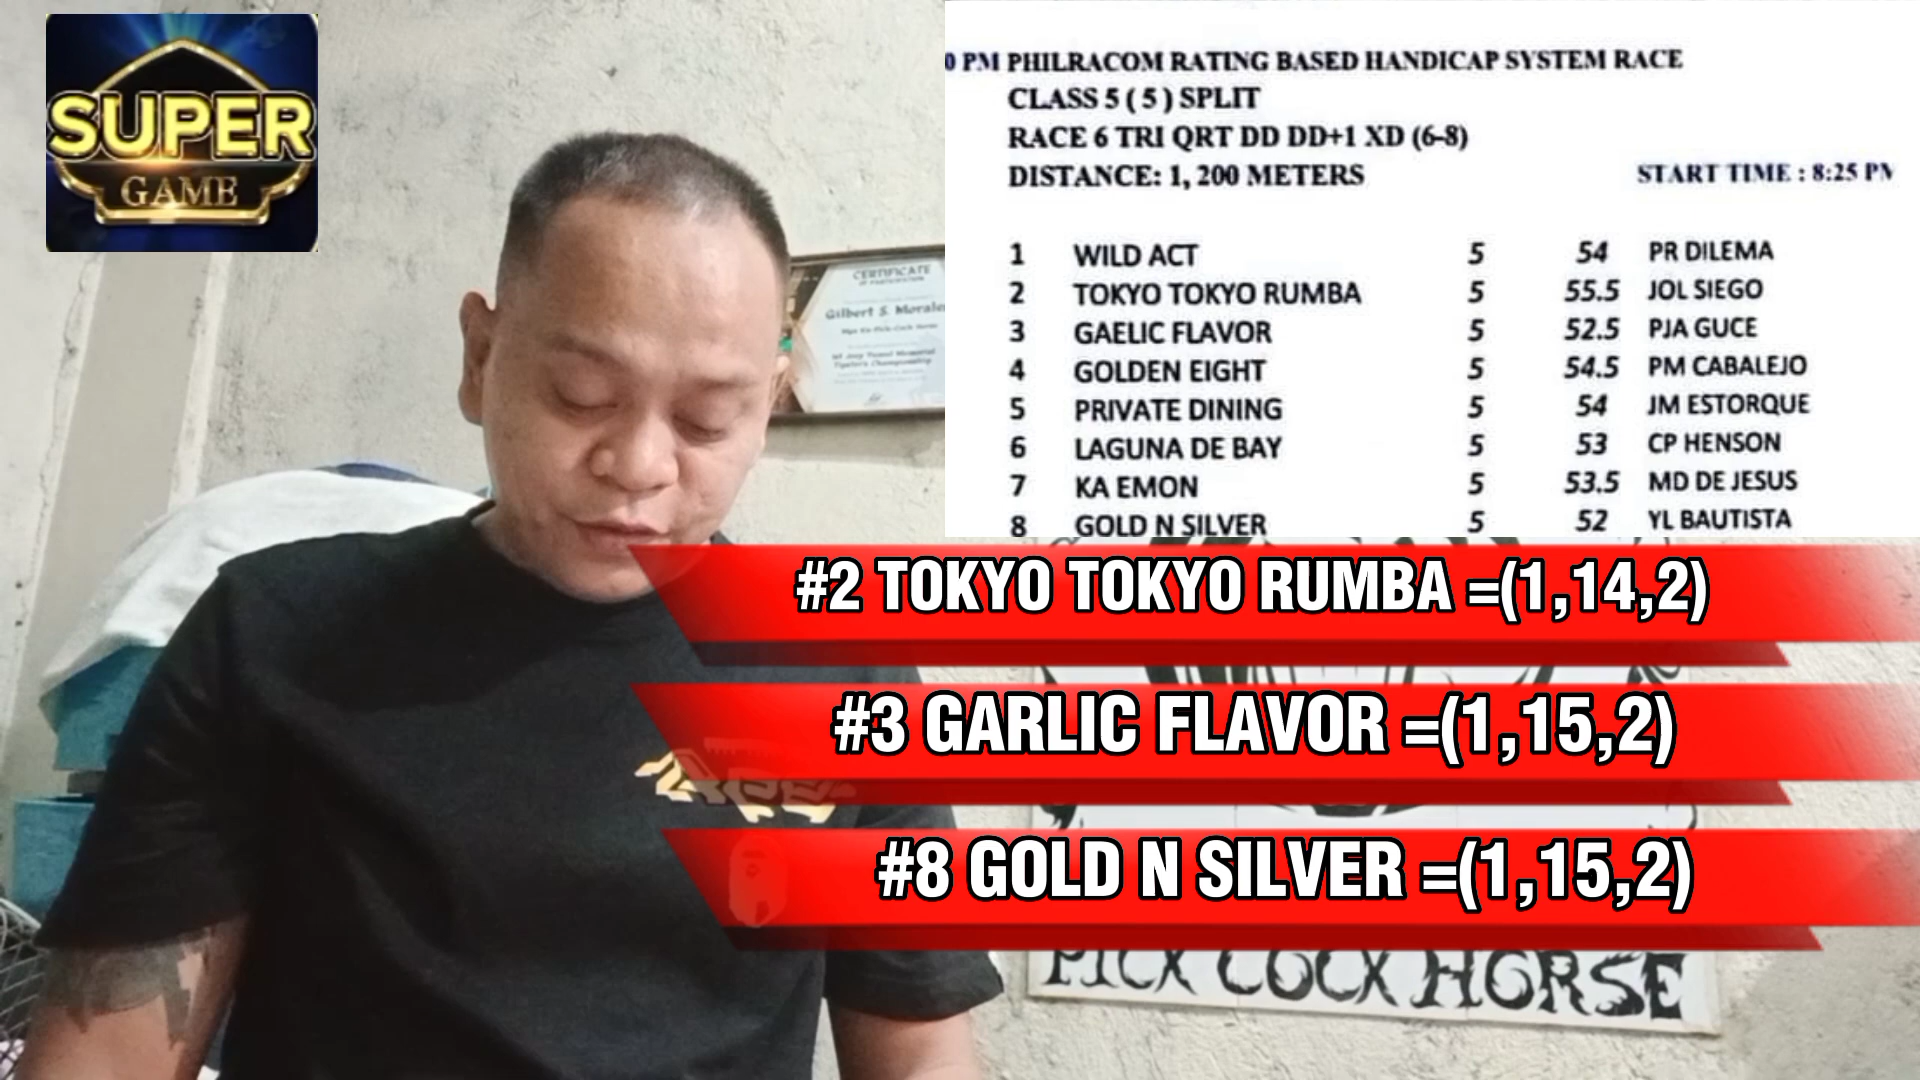 SUPER
GAME
0 PM PHILRACOM RATING BASED HANDICAP SYSTEM RACE
CLASS 5 ( 5 ) SPLIT
RACE 6 TRI QRT DD DD+1 XD (6-8)
DISTANCE: 1, 200 METERS START TIME : 8:25 PM
1 WILD ACT 5 54 PR DILEMA
2 TOKYO TOKYO RUMBA 5 55.5 JOL SIEGO
3 GAELIC FLAVOR 5 52.5 PJA GUCE
4 GOLDEN EIGHT 5 54.5 PM CABALEJO
5 PRIVATE DINING 5 54 JM ESTORQUE
6 LAGUNA DE BAY 5 53 CP HENSON
7 KA EMON 5 53.5 MD DE JESUS
8 GOLD N SILVER 5 52 YL BAUTISTA
CERTIFICATE
OF PARTICIPATION
Gilbert S. Morale
#2 TOKYO TOKYO RUMBA =(1,14,2)
#3 GARLIC FLAVOR =(1,15,2)
#8 GOLD N SILVER =(1,15,2)
PICK COCK HORSE